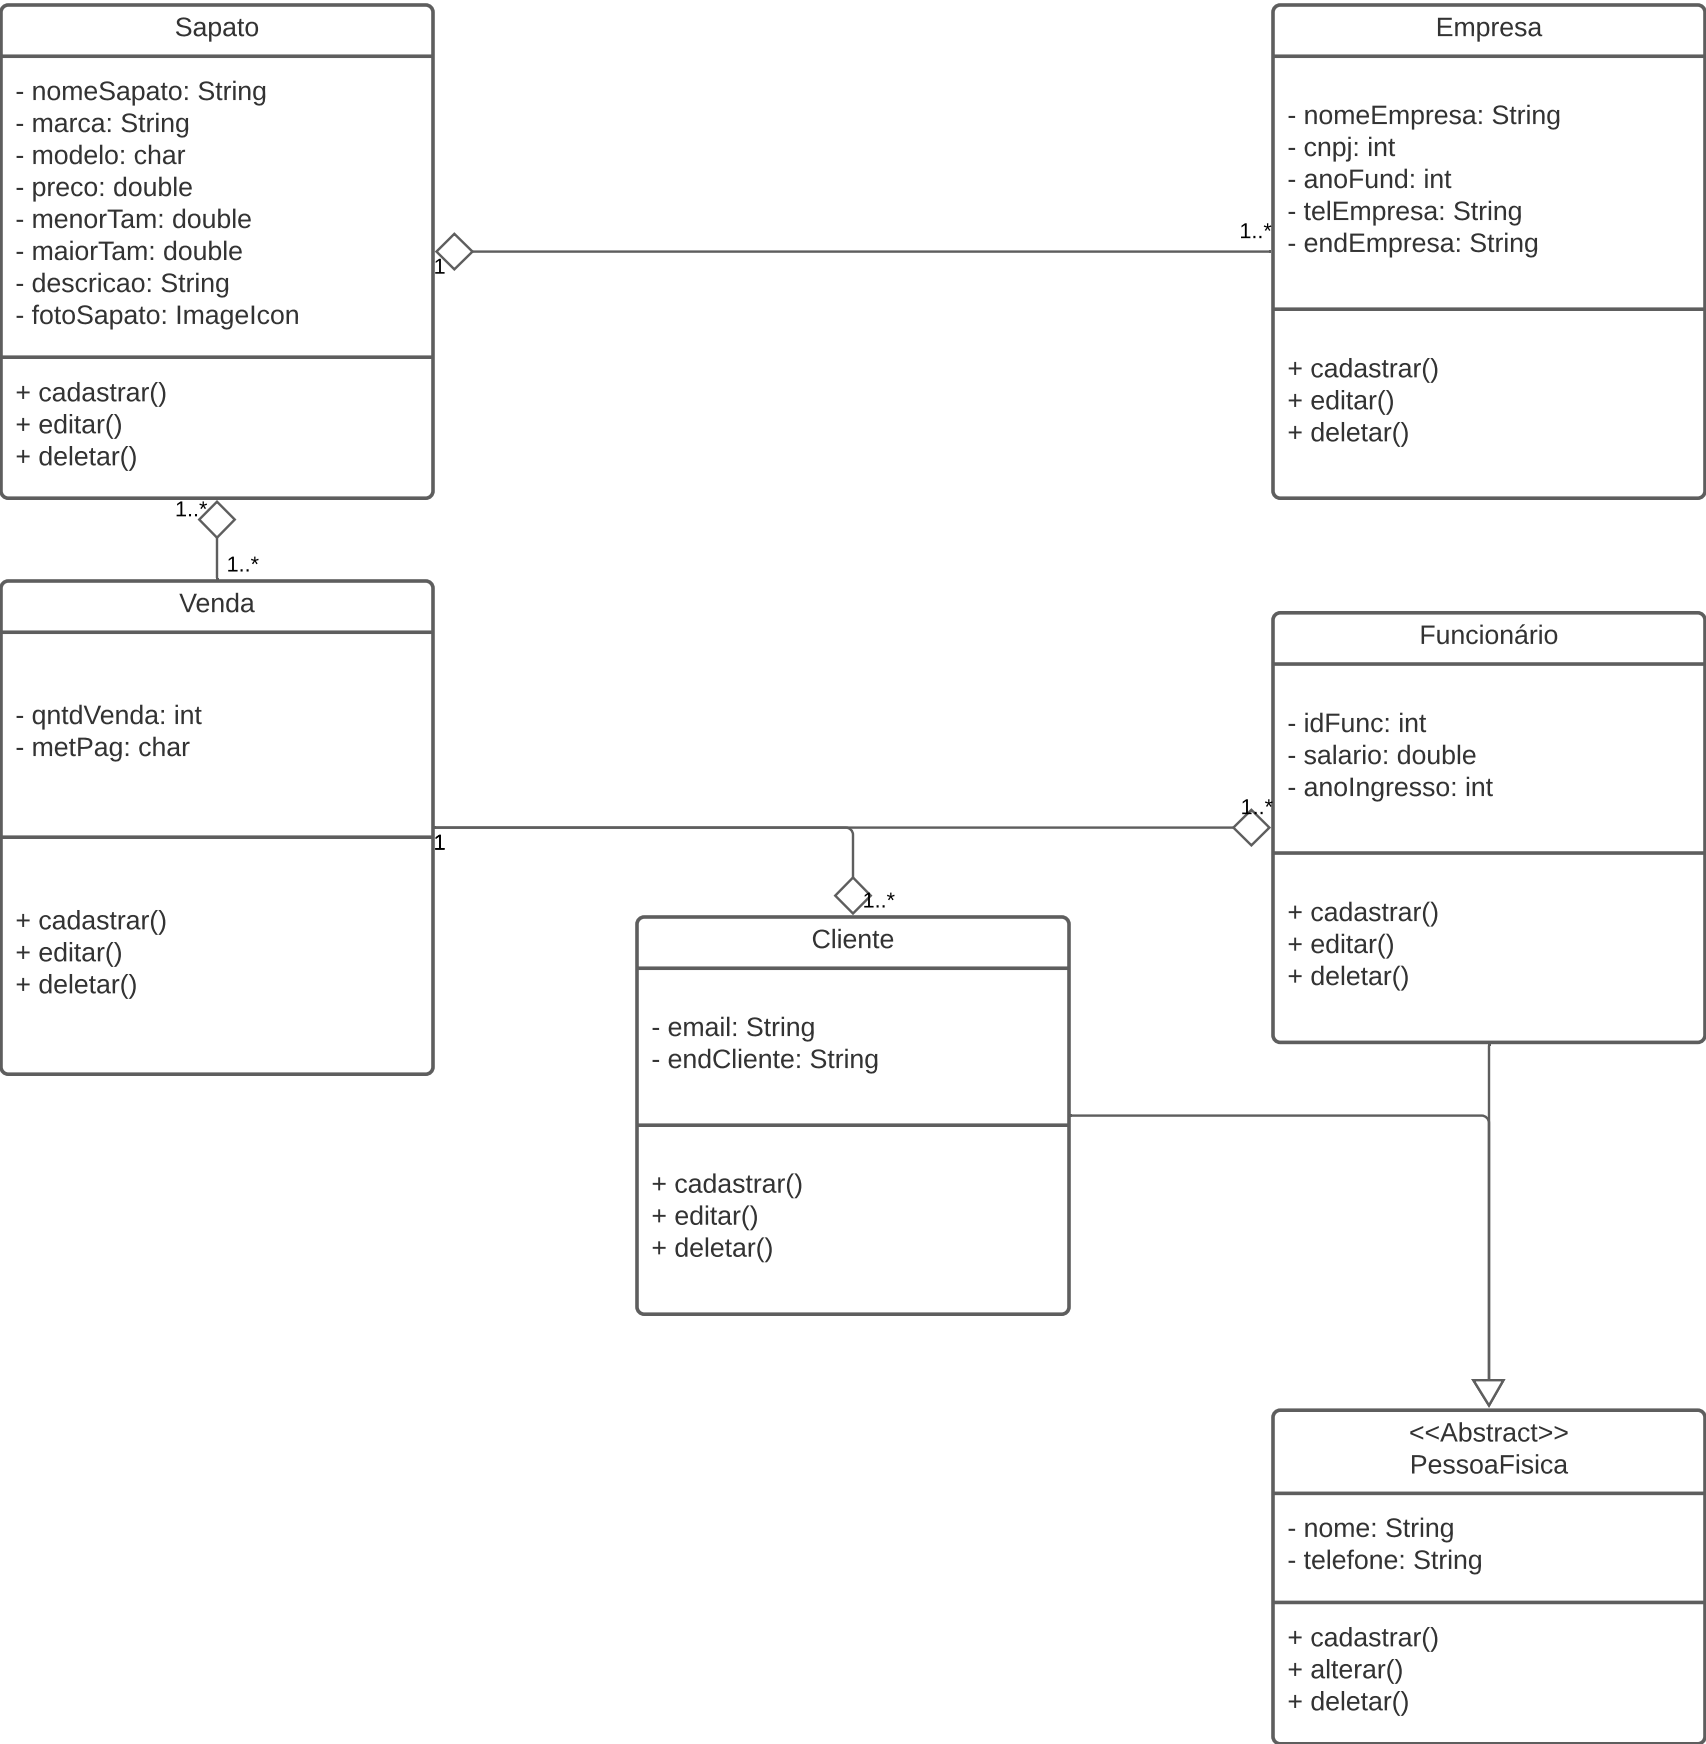 Sapato
- nomeSapato: String
- marca: String
- modelo: char
- preco: double
- menorTam: double
- maiorTam: double
- descricao: String
- fotoSapato: ImageIcon
+ cadastrar()
+ editar()
+ deletar()
1
1..*
Empresa
- nomeEmpresa: String
- cnpj: int
- anoFund: int
- telEmpresa: String
- endEmpresa: String
+ cadastrar()
+ editar()
+ deletar()
1..*
1..*
Venda
- qntdVenda: int
- metPag: char
+ cadastrar()
+ editar()
+ deletar()
1
1..*
Funcionário
- idFunc: int
- salario: double
- anoIngresso: int
+ cadastrar()
+ editar()
+ deletar()
1..*
Cliente
- email: String
- endCliente: String
+ cadastrar()
+ editar()
+ deletar()
<<Abstract>>
PessoaFisica
- nome: String
- telefone: String
+ cadastrar()
+ alterar()
+ deletar()